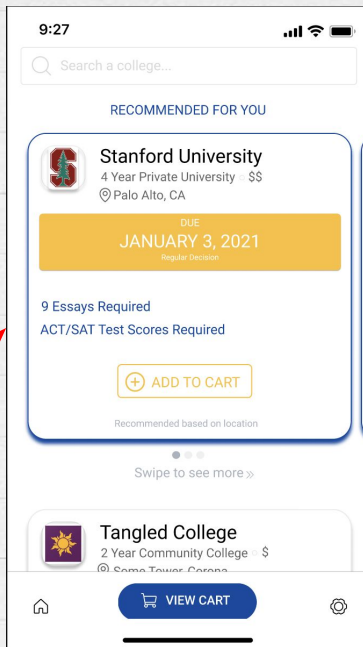 9:27
Search a college...
RECOMMENDED FOR YOU
Stanford University
4 Year Private University $$
Palo Alto, CA
DUE
JANUARY 3, 2021
Regular Decision
9 Essays Required
ACT/SAT Test Scores Required
ADD TO CART
Recommended based on location
Swipe to see more »
Tangled College
2 Year Community College $
Some Tower, Corona
VIEW CART